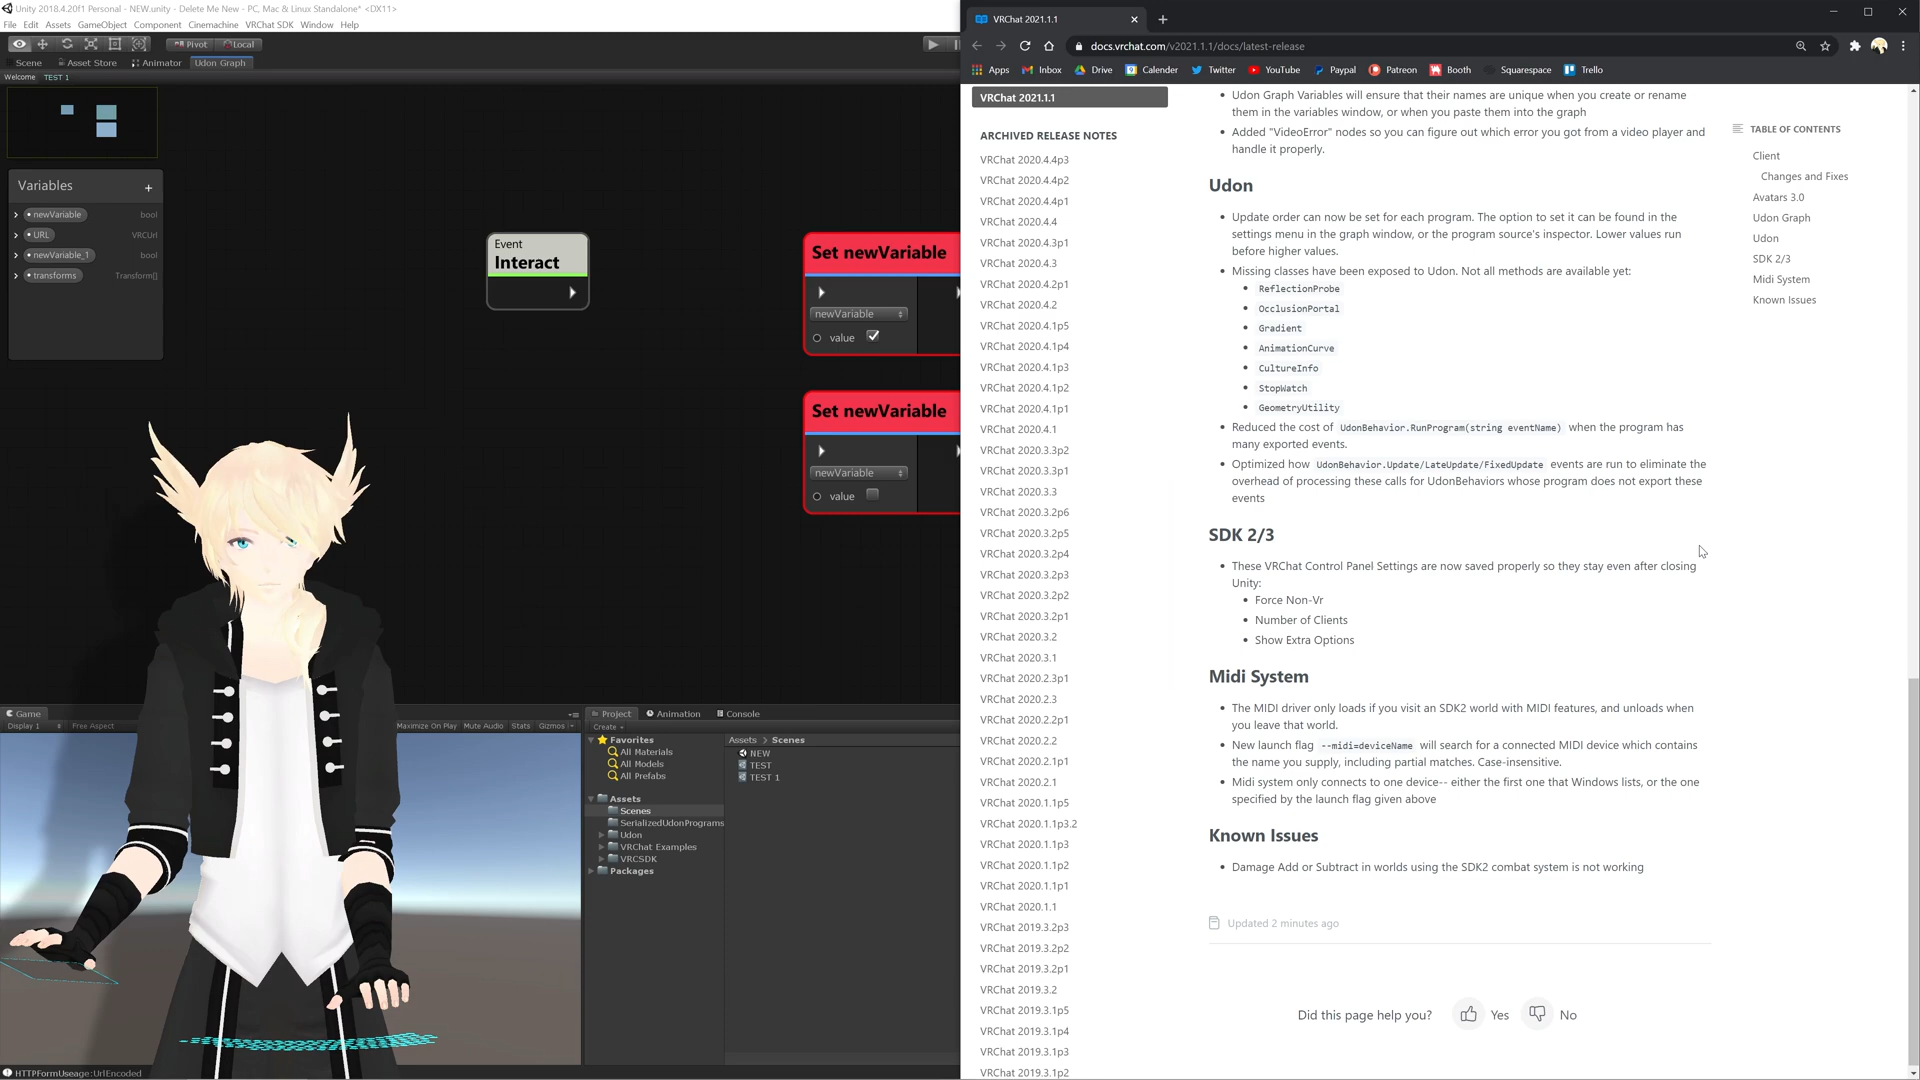 Unity 2018.4.20f1 Personal - NEW.unity - Delete Me New - PC, Mac & Linux Standalone* <DX11>
File Edit Assets GameObject Component Cinemachine VRChat SDK Window Help
Pivot Local
Scene Asset Store Animator Udon Graph
Welcome TEST 1
Variables +
newVariable bool
URL VRCUrl
newVariable_1 bool
transforms Transform[]
Event
Interact
Set newVariable
newVariable
value
Set newVariable
newVariable
value
Game
Display 1 Free Aspect Maximize On Play Mute Audio Stats Gizmos
Project Animation Console
Create
Favorites
All Materials
All Models
All Prefabs
Assets
Scenes
SerializedUdonPrograms
Udon
VRChat Examples
VRCSDK
Packages
Assets > Scenes
NEW
TEST
TEST 1
HTTPFormUseage:UrlEncoded
VRChat 2021.1.1
docs.vrchat.com/v2021.1.1/docs/latest-release
Apps Inbox Drive Calender Twitter YouTube Paypal Patreon Booth Squarespace Trello
VRChat 2021.1.1
ARCHIVED RELEASE NOTES
VRChat 2020.4.4p3
VRChat 2020.4.4p2
VRChat 2020.4.4p1
VRChat 2020.4.4
VRChat 2020.4.3p1
VRChat 2020.4.3
VRChat 2020.4.2p1
VRChat 2020.4.2
VRChat 2020.4.1p5
VRChat 2020.4.1p4
VRChat 2020.4.1p3
VRChat 2020.4.1p2
VRChat 2020.4.1p1
VRChat 2020.4.1
VRChat 2020.3.3p2
VRChat 2020.3.3p1
VRChat 2020.3.3
VRChat 2020.3.2p6
VRChat 2020.3.2p5
VRChat 2020.3.2p4
VRChat 2020.3.2p3
VRChat 2020.3.2p2
VRChat 2020.3.2p1
VRChat 2020.3.2
VRChat 2020.3.1
VRChat 2020.2.3p1
VRChat 2020.2.3
VRChat 2020.2.2p1
VRChat 2020.2.2
VRChat 2020.2.1p1
VRChat 2020.2.1
VRChat 2020.1.1p5
VRChat 2020.1.1p3.2
VRChat 2020.1.1p3
VRChat 2020.1.1p2
VRChat 2020.1.1p1
VRChat 2020.1.1
VRChat 2019.3.2p3
VRChat 2019.3.2p2
VRChat 2019.3.2p1
VRChat 2019.3.2
VRChat 2019.3.1p5
VRChat 2019.3.1p4
VRChat 2019.3.1p3
VRChat 2019.3.1p2
Udon Graph Variables will ensure that their names are unique when you create or rename
them in the variables window, or when you paste them into the graph
Added "VideoError" nodes so you can figure out which error you got from a video player and
handle it properly.
Udon
Update order can now be set for each program. The option to set it can be found in the
settings menu in the graph window, or the program source's inspector. Lower values run
before higher values.
Missing classes have been exposed to Udon. Not all methods are available yet:
ReflectionProbe
OcclusionPortal
Gradient
AnimationCurve
CultureInfo
StopWatch
GeometryUtility
Reduced the cost of UdonBehavior.RunProgram(string eventName) when the program has
many exported events.
Optimized how UdonBehavior.Update/LateUpdate/FixedUpdate events are run to eliminate the
overhead of processing these calls for UdonBehaviors whose program does not export these
events
SDK 2/3
These VRChat Control Panel Settings are now saved properly so they stay even after closing
Unity:
Force Non-Vr
Number of Clients
Show Extra Options
Midi System
The MIDI driver only loads if you visit an SDK2 world with MIDI features, and unloads when
you leave that world.
New launch flag --midi=deviceName will search for a connected MIDI device which contains
the name you supply, including partial matches. Case-insensitive.
Midi system only connects to one device-- either the first one that Windows lists, or the one
specified by the launch flag given above
Known Issues
Damage Add or Subtract in worlds using the SDK2 combat system is not working
Updated 2 minutes ago
Did this page help you? Yes No
TABLE OF CONTENTS
Client
Changes and Fixes
Avatars 3.0
Udon Graph
Udon
SDK 2/3
Midi System
Known Issues